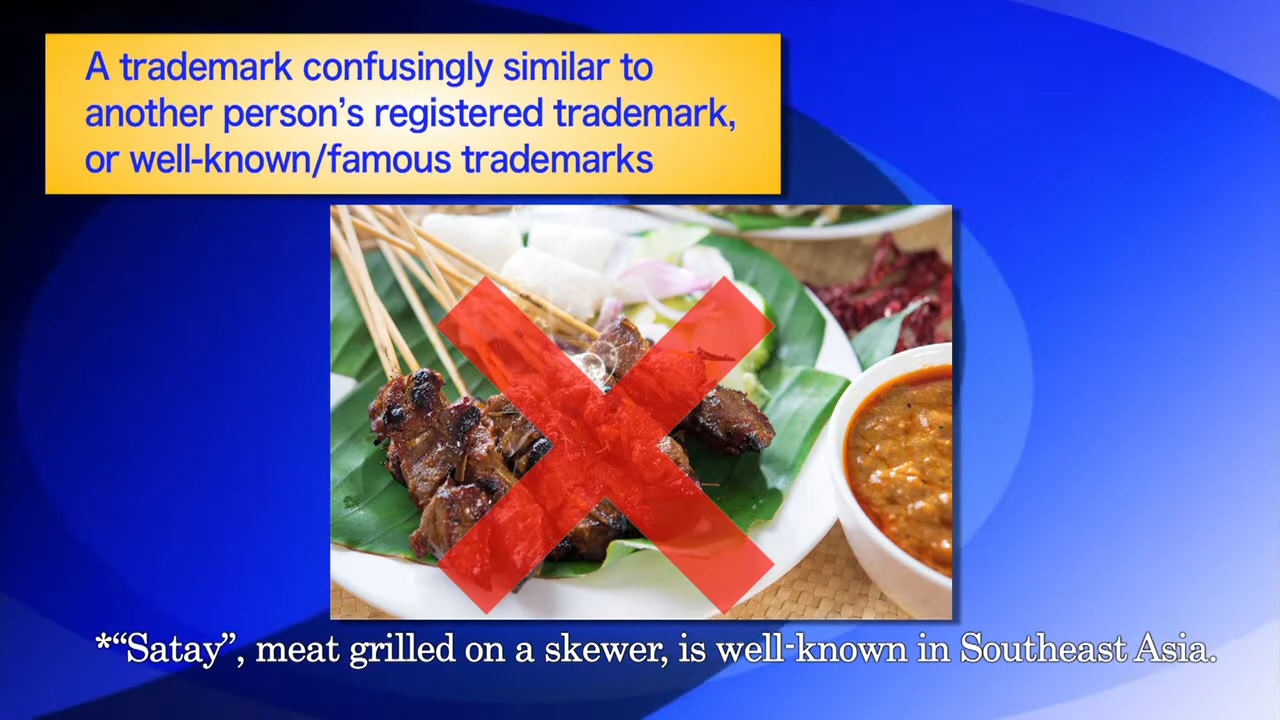 A trademark confusingly similar to
another person’s registered trademark,
or well-known/famous trademarks
*“Satay”, meat grilled on a skewer, is well-known in Southeast Asia.